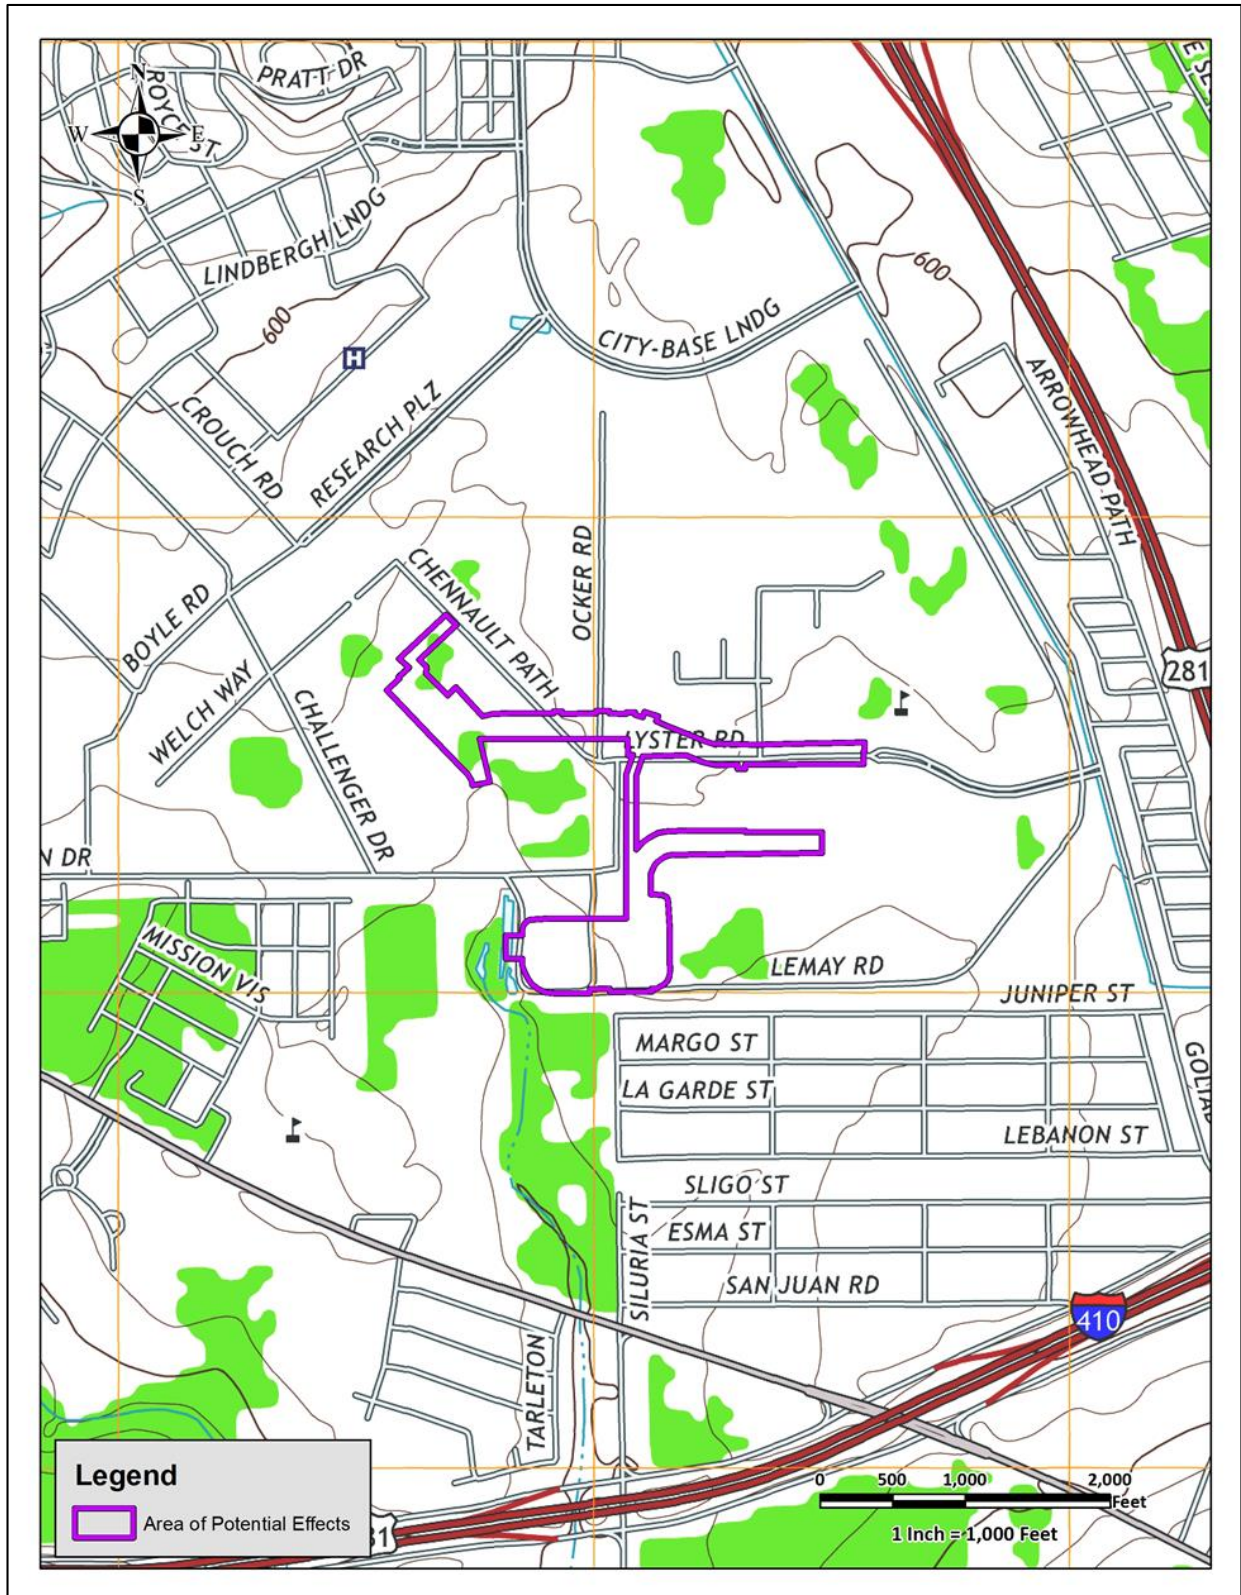 PRATT DR
N
ROYCE ST
W
E
S
E SE
LINDBERGH LNDG
600
600
CITY-BASE LNDG
H
ARROWHEAD PATH
CROUCH RD
RESEARCH PLZ
CHENNAULT PATH
OCKER RD
BOYLE RD
281
WELCH WAY
CHALLENGER DR
LYSTER RD
N DR
MISSION VIS
LEMAY RD
JUNIPER ST
MARGO ST
GOLIAD
LA GARDE ST
LEBANON ST
SLIGO ST
SILURIA ST
ESMA ST
SAN JUAN RD
410
TARLETON
Legend
Area of Potential Effects
81
0 500 1,000 2,000
Feet
1 Inch = 1,000 Feet